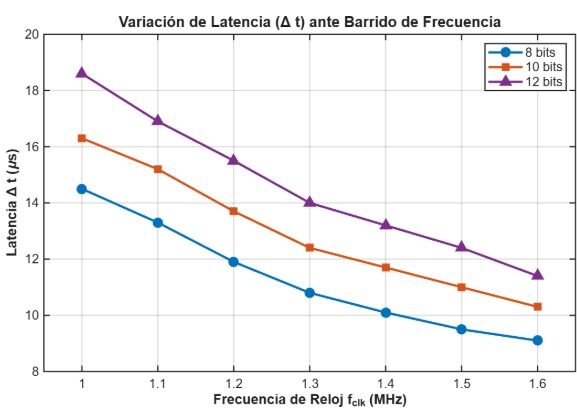 Variación de Latencia (Δ t) ante Barrido de Frecuencia
20
18
16
14
12
10
8
Latencia Δ t (μs)
8 bits
10 bits
12 bits
1
1.1
1.2
1.3
1.4
1.5
1.6
Frecuencia de Reloj f_clk (MHz)